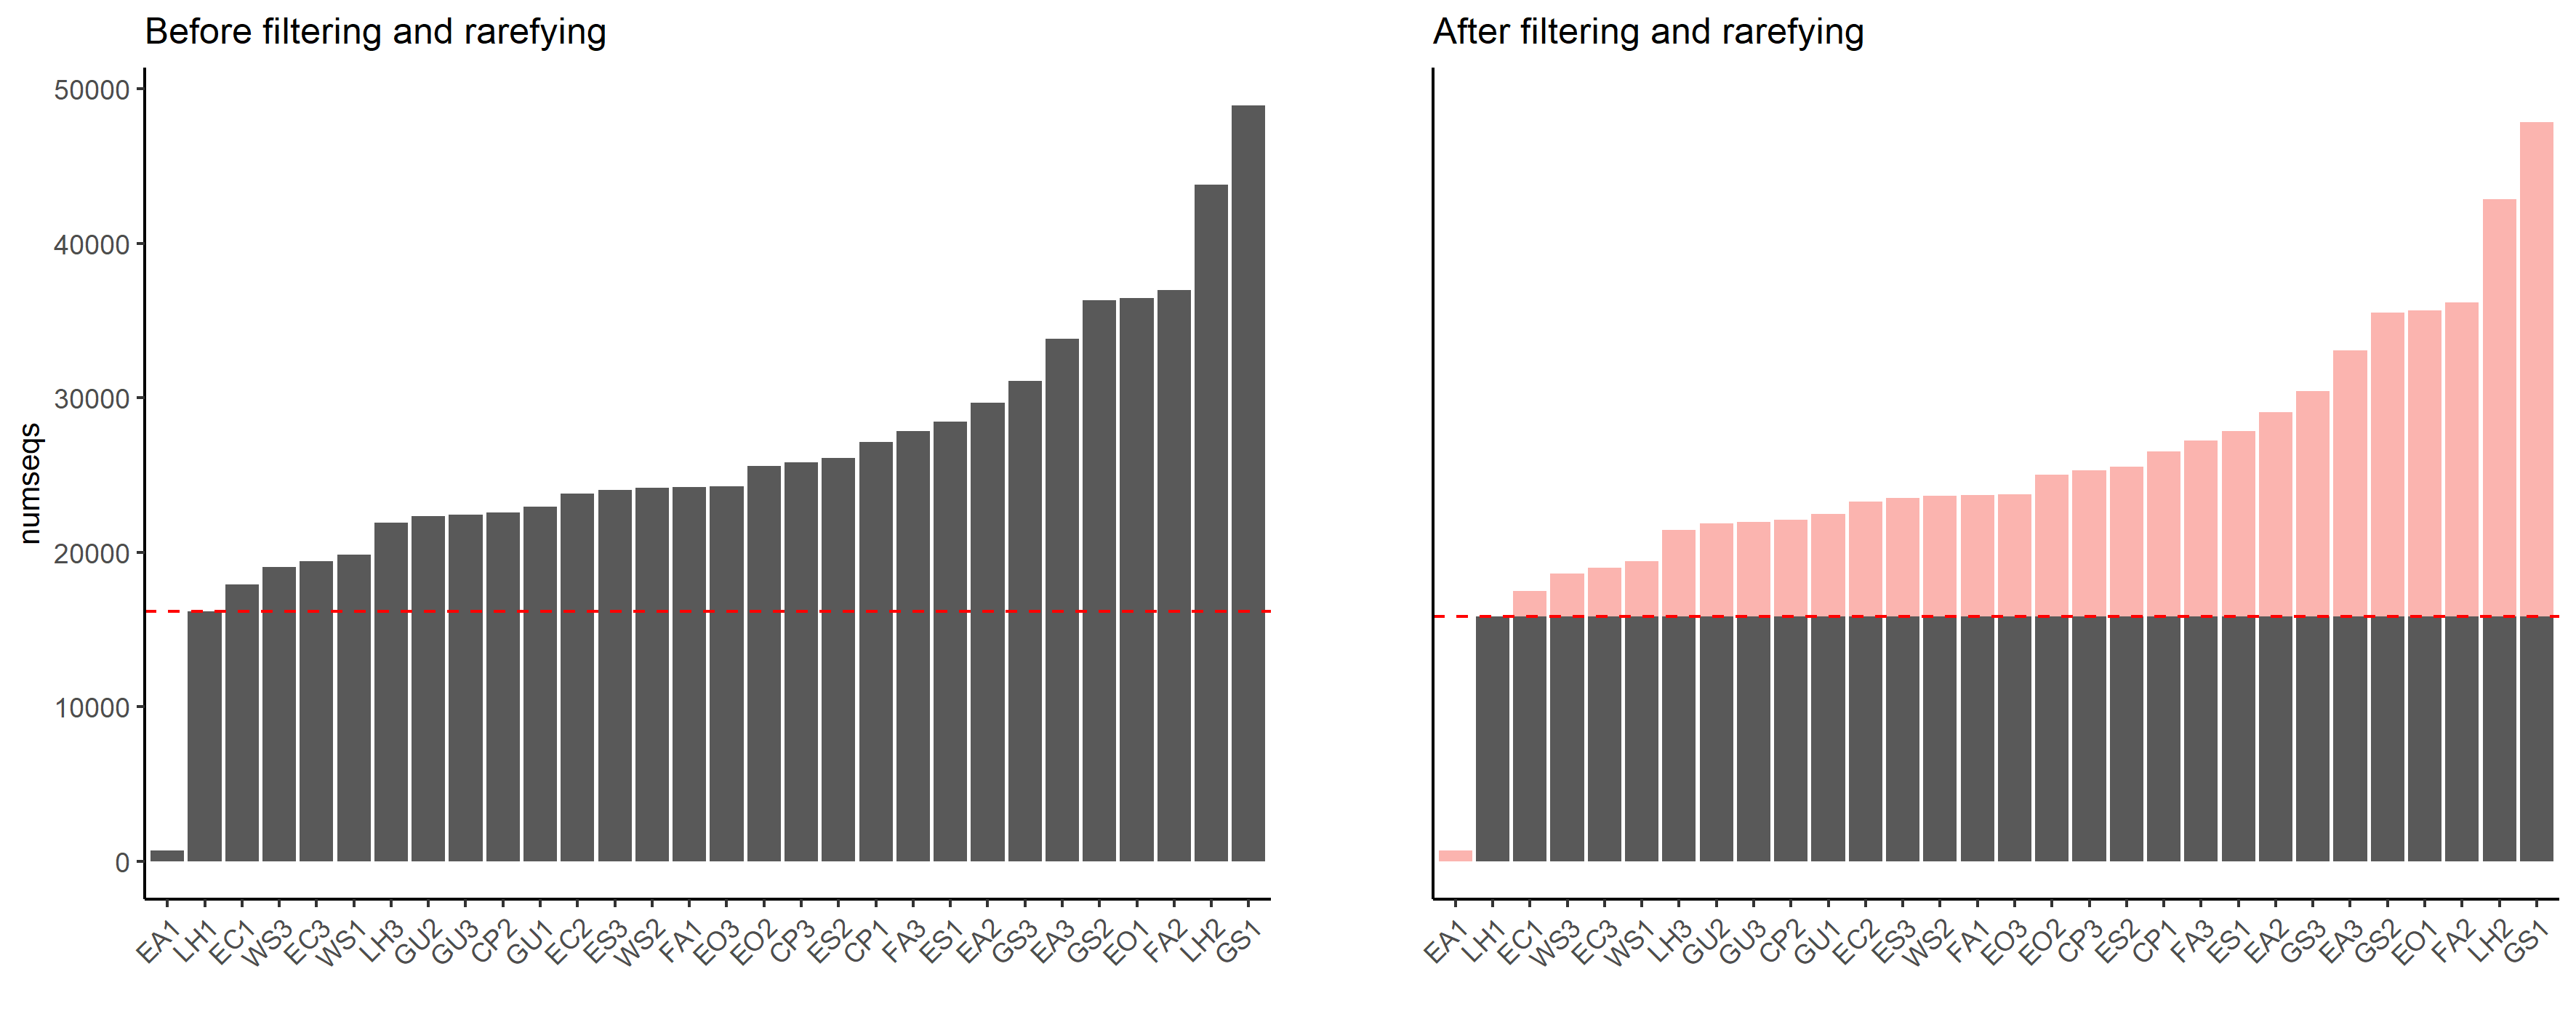 Before filtering and rarefying
After filtering and rarefying
numseqs
50000
40000
30000
20000
10000
0
EA1 LH1 EC1 WS3 EC3 WS1 LH3 GU2 GU3 CP2 GU1 EC2 ES3 WS2 FA1 EO3 EO2 CP3 ES2 CP1 FA3 ES1 EA2 GS3 EA3 GS2 EO1 FA2 LH2 GS1
EA1 LH1 EC1 WS3 EC3 WS1 LH3 GU2 GU3 CP2 GU1 EC2 ES3 WS2 FA1 EO3 EO2 CP3 ES2 CP1 FA3 ES1 EA2 GS3 EA3 GS2 EO1 FA2 LH2 GS1